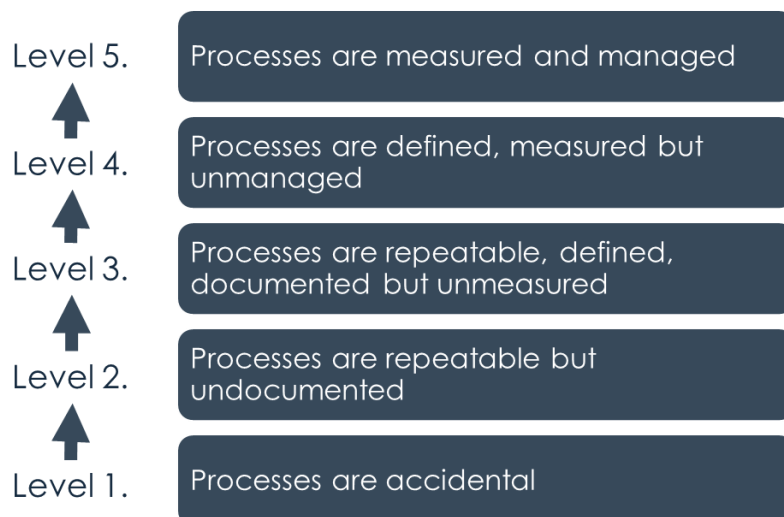 Level 5.
Processes are measured and managed
Level 4.
Processes are defined, measured but
unmanaged
Level 3.
Processes are repeatable, defined,
documented but unmeasured
Level 2.
Processes are repeatable but
undocumented
Level 1.
Processes are accidental